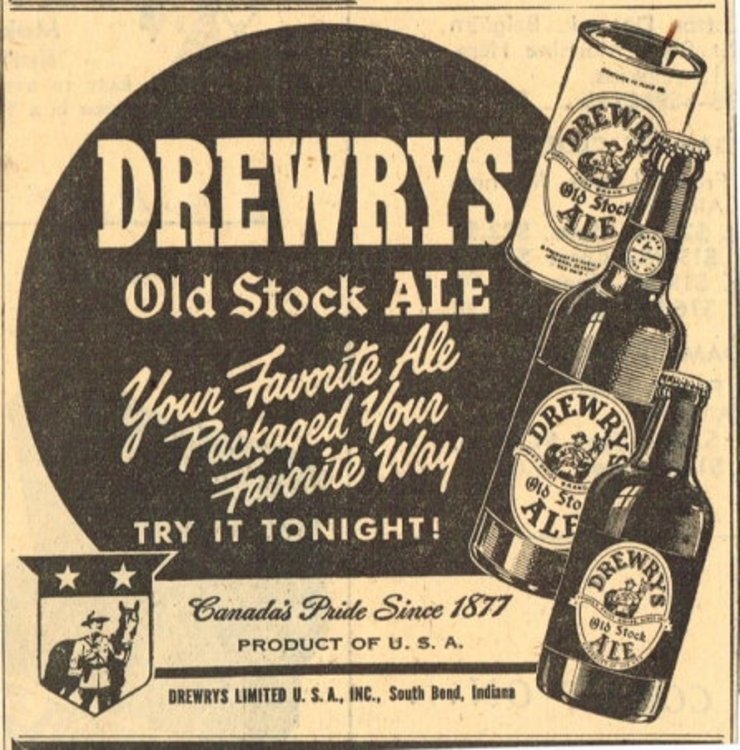 DREWRYS
Old Stock ALE
Your Favorite Ale
Packaged Your
Favorite Way
TRY IT TONIGHT!
Canada's Pride Since 1877
PRODUCT OF U. S. A.
DREWRYS LIMITED U. S. A., INC., South Bend, Indiana
DREWRYS
Old Stock
ALE
DREWRYS
Old Sto
ALE
DREWRYS
Old Stock
ALE